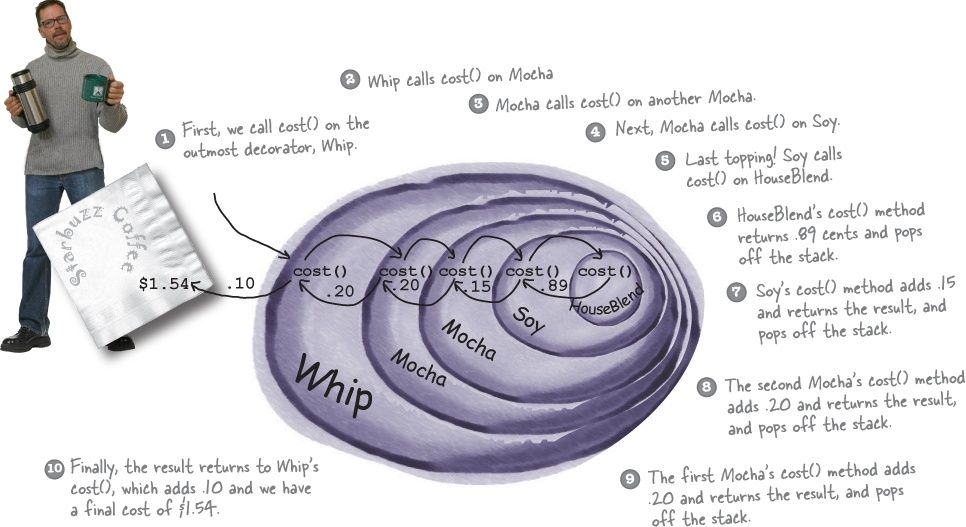 2 Whip calls cost() on Mocha
3 Mocha calls cost() on another Mocha.
1 First, we call cost() on the
outmost decorator, Whip.
4 Next, Mocha calls cost() on Soy.
5 Last topping! Soy calls
cost() on HouseBlend.
6 HouseBlend's cost() method
returns .89 cents and pops
off the stack.
Starbuzz Coffee
$1.54 .10 cost() .20 cost() .20 cost() .15 cost() .89 cost()
HouseBlend
Soy
Mocha
Mocha
Whip
7 Soy's cost() method adds .15
and returns the result, and
pops off the stack.
8 The second Mocha's cost() method
adds .20 and returns the result,
and pops off the stack.
10 Finally, the result returns to Whip's
cost(), which adds .10 and we have
a final cost of $1.54.
9 The first Mocha's cost() method adds
.20 and returns the result, and pops
off the stack.